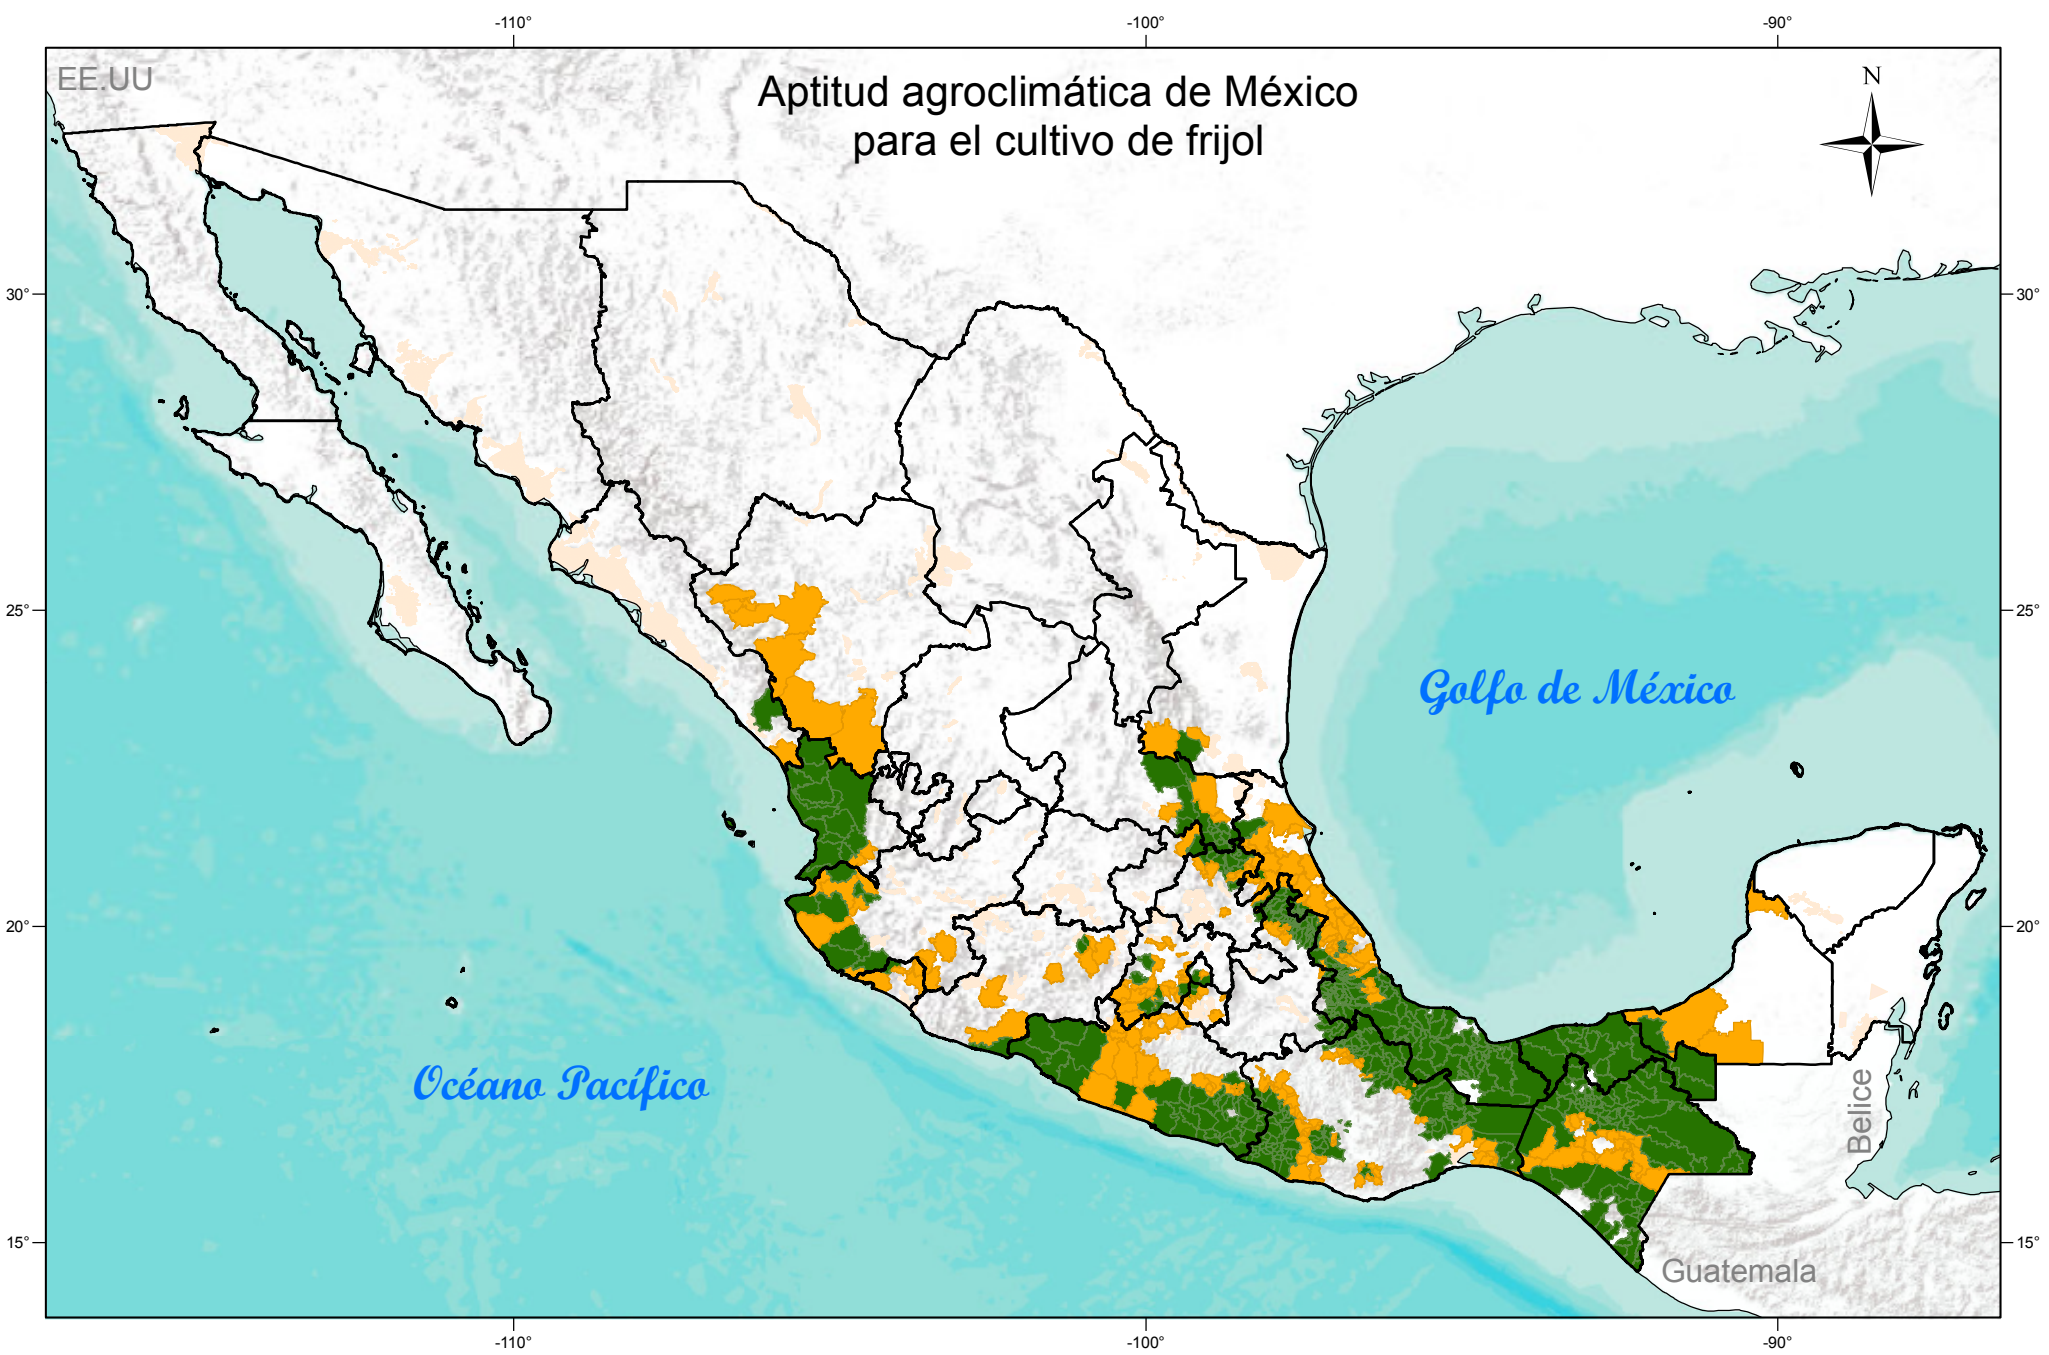 -110°
-100°
-90°
EE.UU
Aptitud agroclimática de México
para el cultivo de frijol
N
30°
30°
25°
25°
Golfo de México
20°
20°
Océano Pacífico
Belice
15°
15°
Guatemala
-110°
-100°
-90°